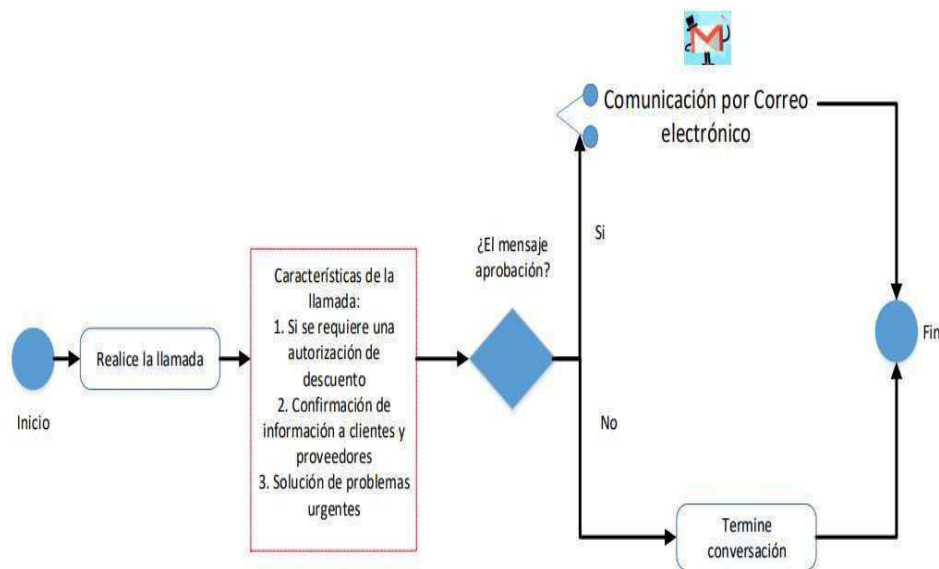 Inicio
Realice la llamada
Características de la
llamada:
1. Si se requiere una
autorización de
descuento
2. Confirmación de
información a clientes y
proveedores
3. Solución de problemas
urgentes
¿El mensaje
aprobación?
Si
Comunicación por Correo
electrónico
No
Termine
conversación
Fin